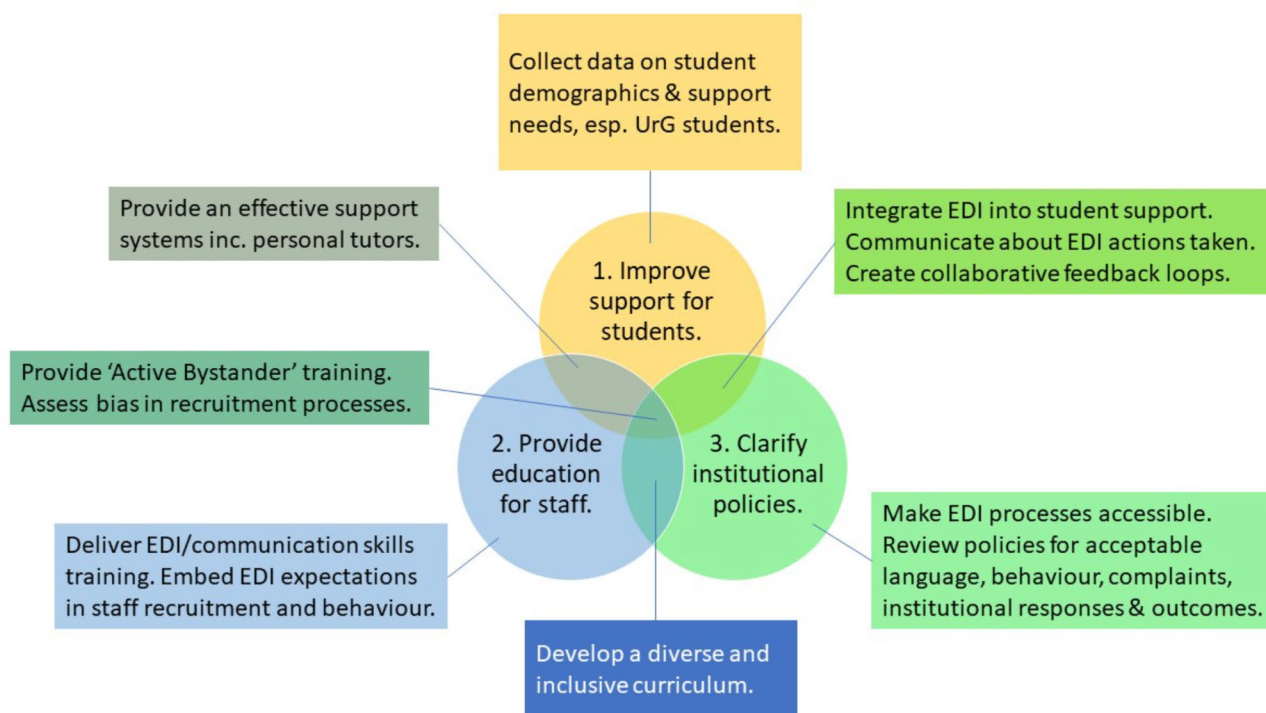 Collect data on student
demographics & support
needs, esp. UrG students.
Provide an effective support
systems inc. personal tutors.
Integrate EDI into student support.
Communicate about EDI actions taken.
Create collaborative feedback loops.
1. Improve
support for
students.
Provide ‘Active Bystander’ training.
Assess bias in recruitment processes.
2. Provide
education
for staff.
3. Clarify
institutional
policies.
Deliver EDI/communication skills
training. Embed EDI expectations
in staff recruitment and behaviour.
Make EDI processes accessible.
Review policies for acceptable
language, behaviour, complaints,
institutional responses & outcomes.
Develop a diverse and
inclusive curriculum.